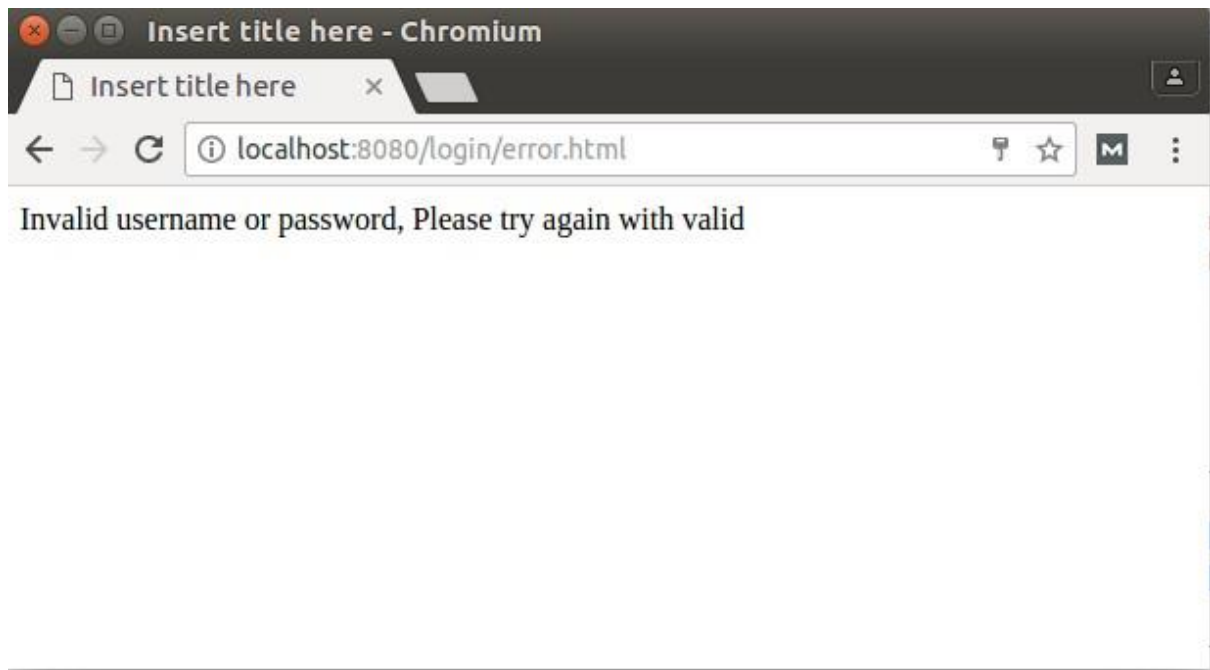 Insert title here - Chromium
Insert title here
localhost:8080/login/error.html
Invalid username or password, Please try again with valid